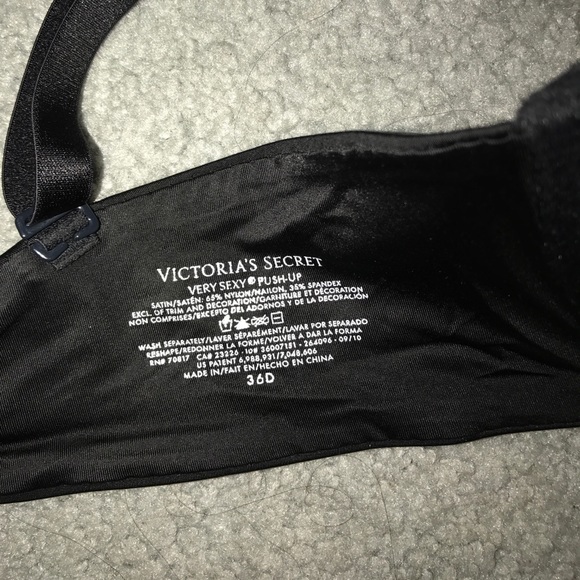 VICTORIA'S SECRET
VERY SEXY® PUSH-UP
SATIN/SATÉN: 65% NYLON/NAILON, 35% SPANDEX
EXCL. OF TRIM AND DECORATION/GARNITURE ET DÉCORATION
NON COMPRISES/EXCEPTO DEL ADORNOS Y DE LA DECORACIÓN
WASH SEPARATELY/LAVER SÉPARÉMENT/LAVAR POR SEPARADO
RESHAPE/REDONNER LA FORME/VOLVER A DAR LA FORMA
RN# 70817 CA# 23226 - ID# 36007151 - 264096 - 09/10
US PATENT 6,988,931/7,048,606
MADE IN/FAIT EN/HECHO EN CHINA
36D